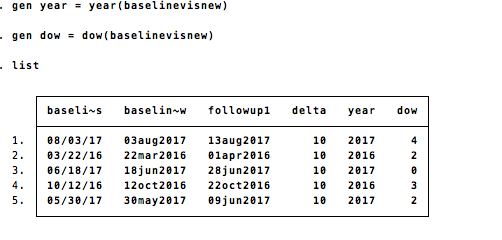 . gen year = year(baselinevisnew)
. gen dow = dow(baselinevisnew)
. list
baseli~s baselin~w followup1 delta year dow
1. 08/03/17 03aug2017 13aug2017 10 2017 4
2. 03/22/16 22mar2016 01apr2016 10 2016 2
3. 06/18/17 18jun2017 28jun2017 10 2017 0
4. 10/12/16 12oct2016 22oct2016 10 2016 3
5. 05/30/17 30may2017 09jun2017 10 2017 2